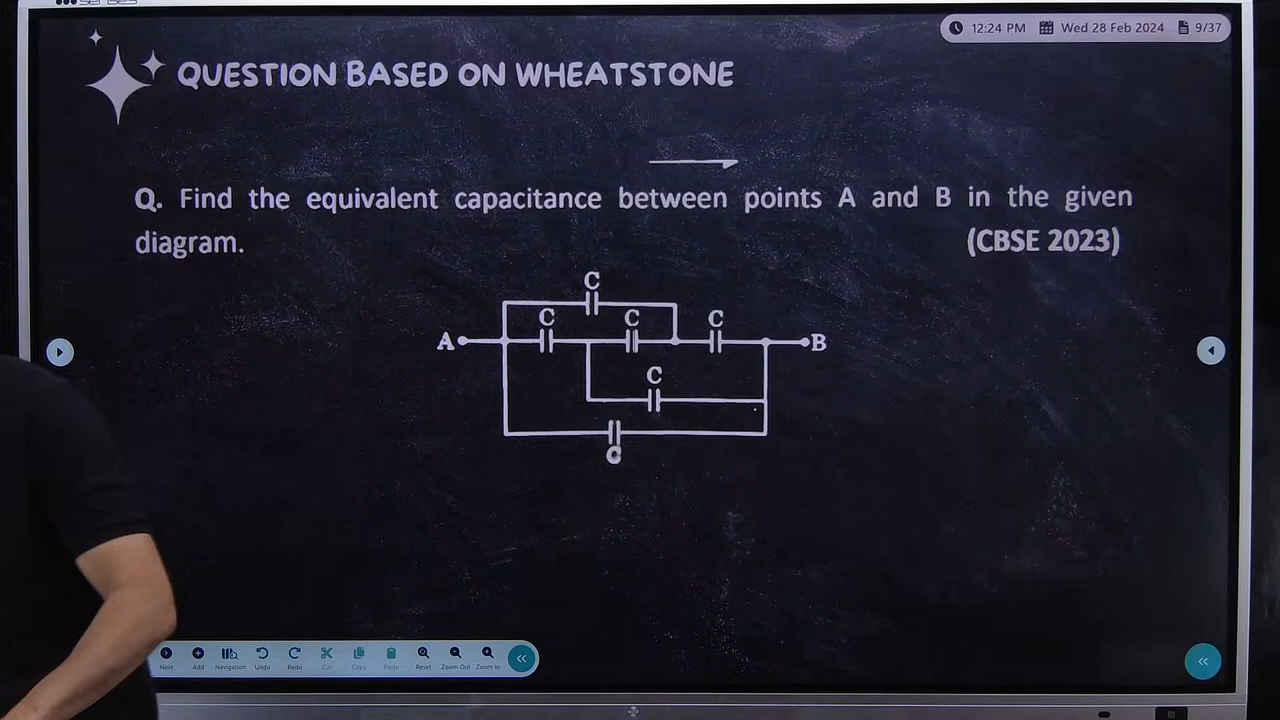 12:24 PM Wed 28 Feb 2024 9/37
QUESTION BASED ON WHEATSTONE
Q. Find the equivalent capacitance between points A and B in the given
diagram. (CBSE 2023)
C
C C C
A B
C
C
Next Add Navigation Undo Redo Cut Copy Paste Reset Zoom Out Zoom In